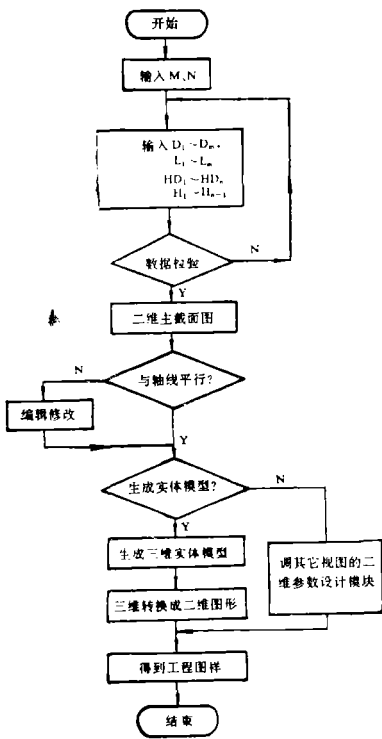 开始
输入 M、N
输入 D₁ ~ Dₘ,
L₁ ~ Lₘ
HD₁ ~ HDₙ
H₁ ~ Hₙ₋₁
数据校验
N
Y
二维主截面图
与轴线平行?
N
编辑修改
Y
生成实体模型?
N
Y
生成三维实体模型
调其它视图的二
维参数设计模块
三维转换成二维图形
得到工程图样
结束